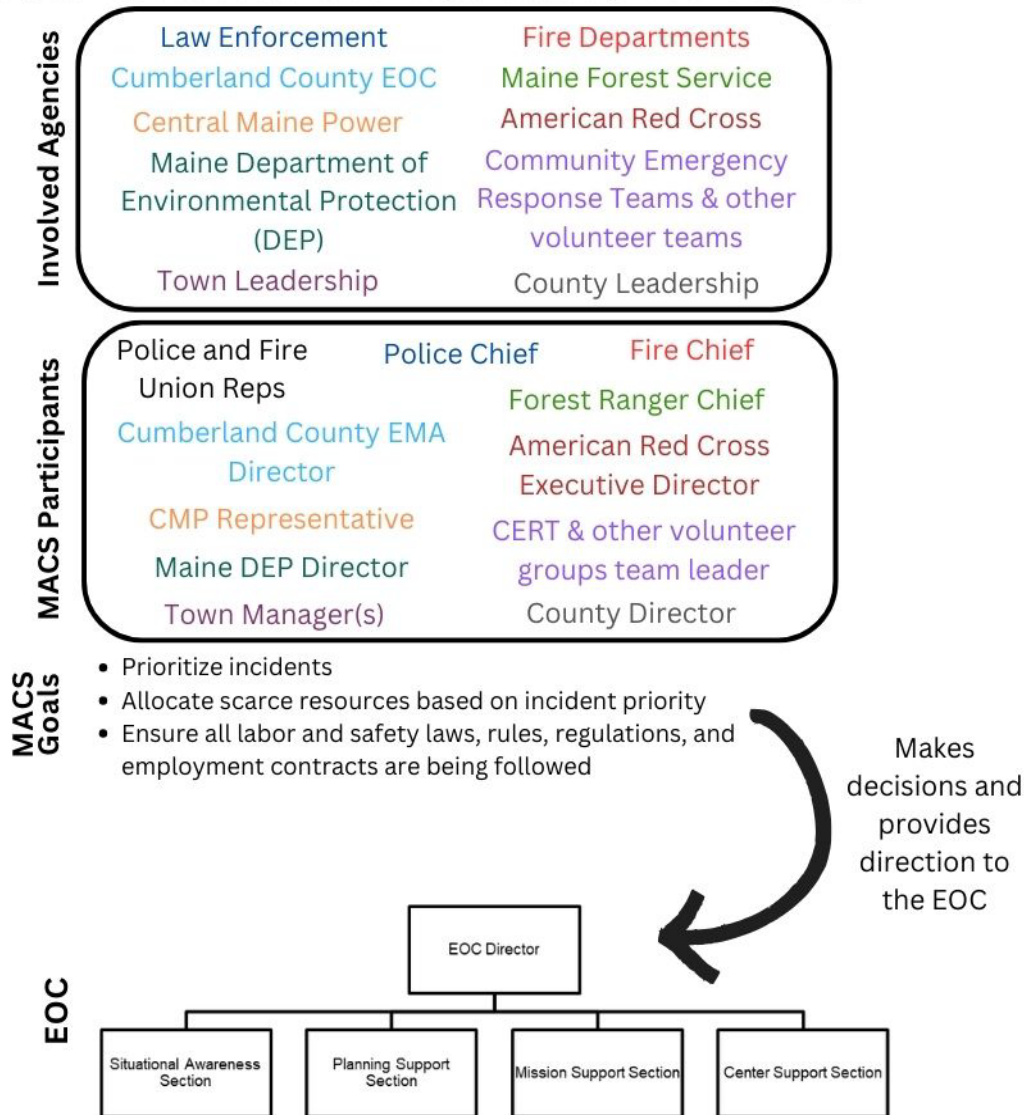 Involved Agencies
Law Enforcement
Cumberland County EOC
Central Maine Power
Maine Department of
Environmental Protection
(DEP)
Town Leadership
Fire Departments
Maine Forest Service
American Red Cross
Community Emergency
Response Teams & other
volunteer teams
County Leadership
MACS Participants
Police and Fire
Union Reps
Cumberland County EMA
Director
CMP Representative
Maine DEP Director
Town Manager(s)
Police Chief
Fire Chief
Forest Ranger Chief
American Red Cross
Executive Director
CERT & other volunteer
groups team leader
County Director
MACS
Goals
• Prioritize incidents
• Allocate scarce resources based on incident priority
• Ensure all labor and safety laws, rules, regulations, and
employment contracts are being followed
Makes
decisions and
provides
direction to
the EOC
EOC
EOC Director
Situational Awareness
Section
Planning Support
Section
Mission Support Section
Center Support Section